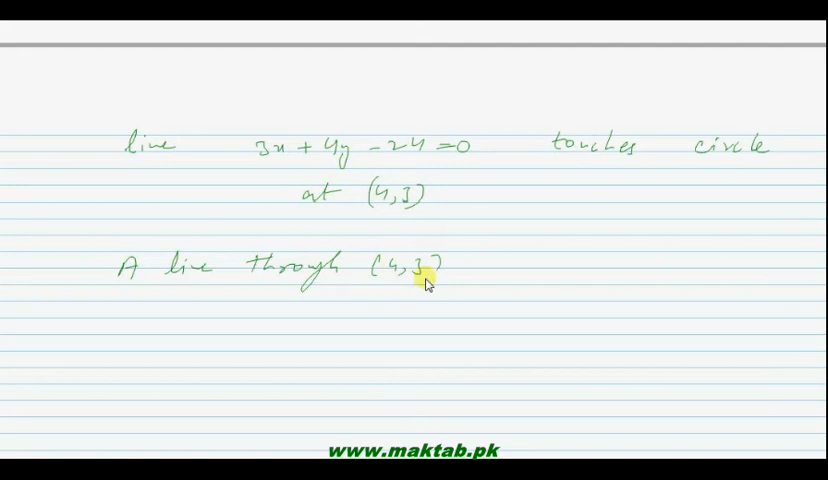 line 3x + 4y - 24 = 0 touches circle
at (4,3)
A line through (4,3)
www.maktab.pk